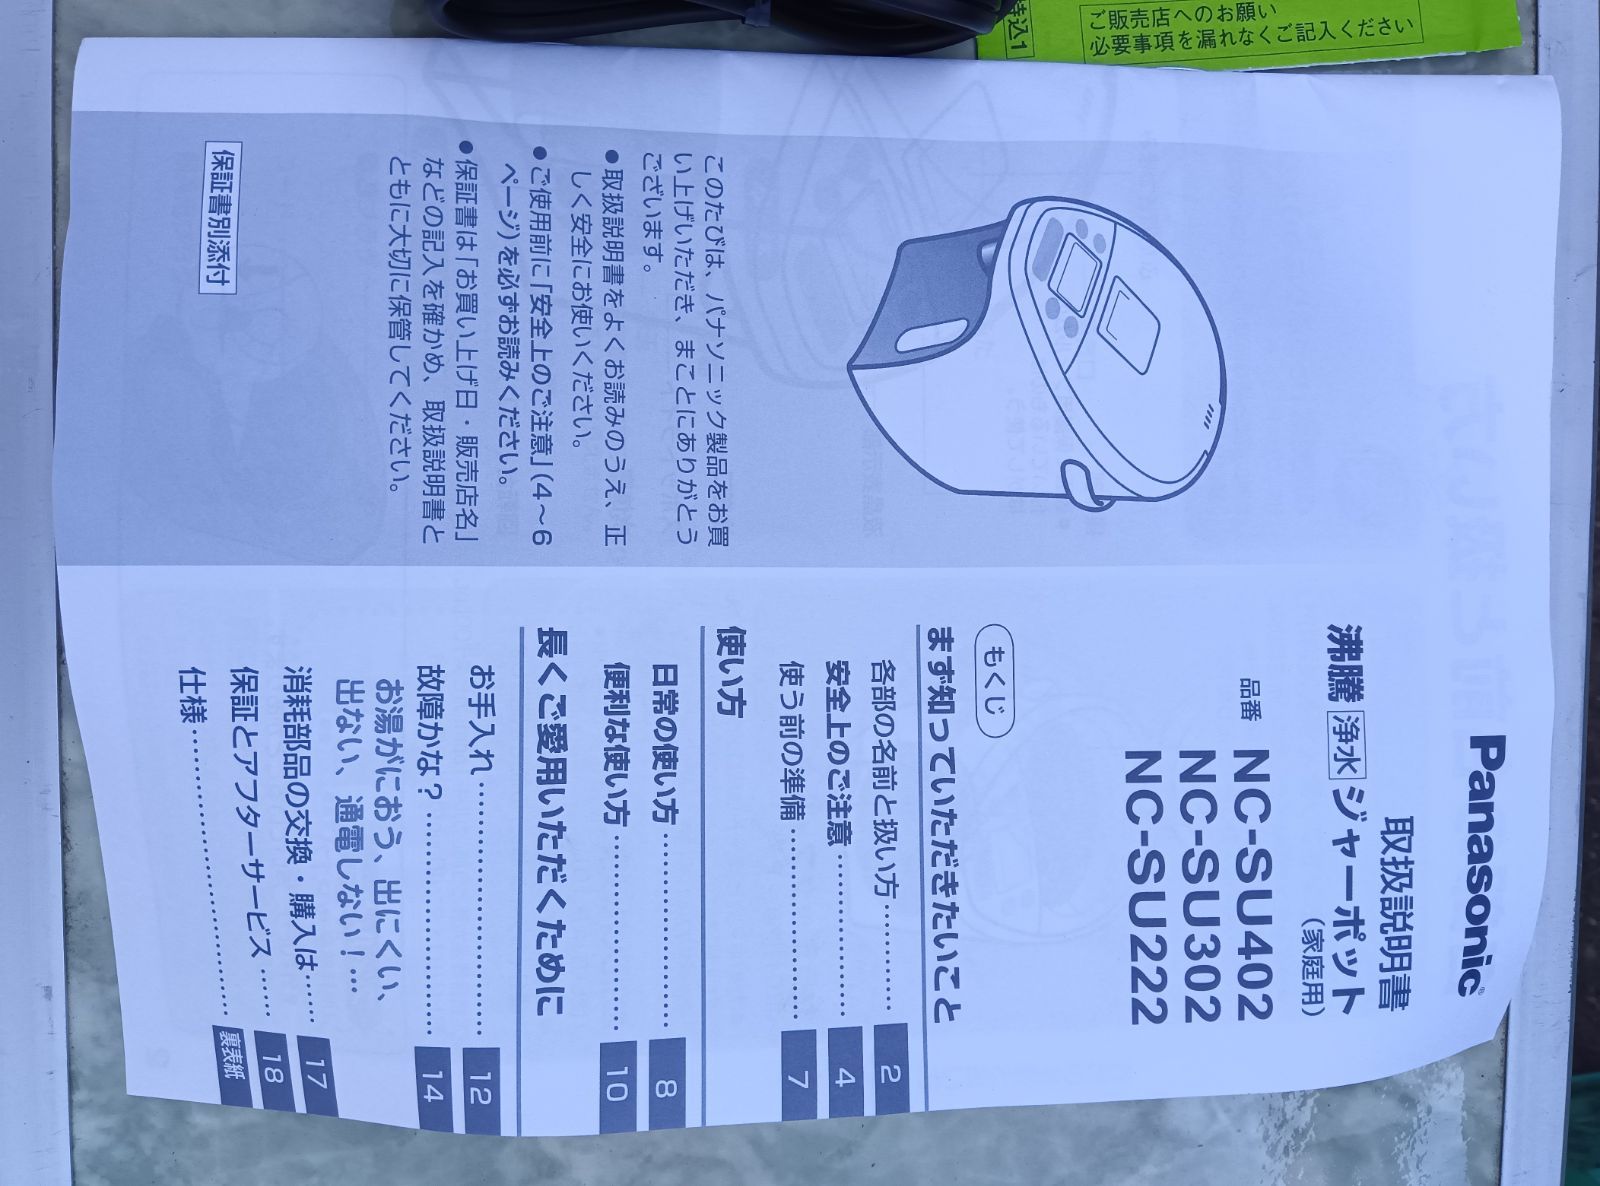 Panasonic®
取扱説明書
沸騰 浄水 ジャーポット
(家庭用)
品番 NC-SU402
NC-SU302
NC-SU222
このたびは、パナソニック製品をお買
い上げいただき、まことにありがとう
ございます。
●取扱説明書をよくお読みのうえ、正
しく安全にお使いください。
●ご使用前に「安全上のご注意」(4〜6
ページ)を必ずお読みください。
●保証書は「お買い上げ日・販売店名」
などの記入を確かめ、取扱説明書と
ともに大切に保管してください。
保証書別添付
もくじ
まず知っていただきたいこと
各部の名前と扱い方 2
安全上のご注意 4
使う前の準備 7
使い方
日常の使い方 8
便利な使い方 10
長くご愛用いただくために
お手入れ 12
故障かな? 14
お湯がにおう、出にくい、
出ない、通電しない!…
消耗部品の交換・購入は 17
保証とアフターサービス 18
仕様 裏表紙
込1
ご販売店へのお願い
必要事項を漏れなくご記入ください